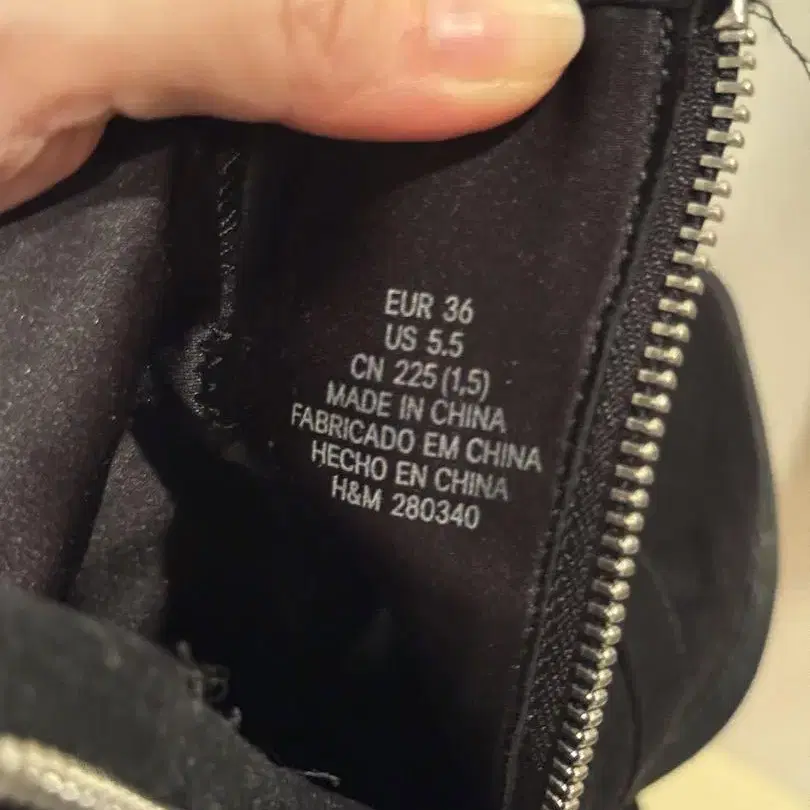 EUR 36
US 5.5
CN 225 (1,5)
MADE IN CHINA
FABRICADO EM CHINA
HECHO EN CHINA
H&M 280340